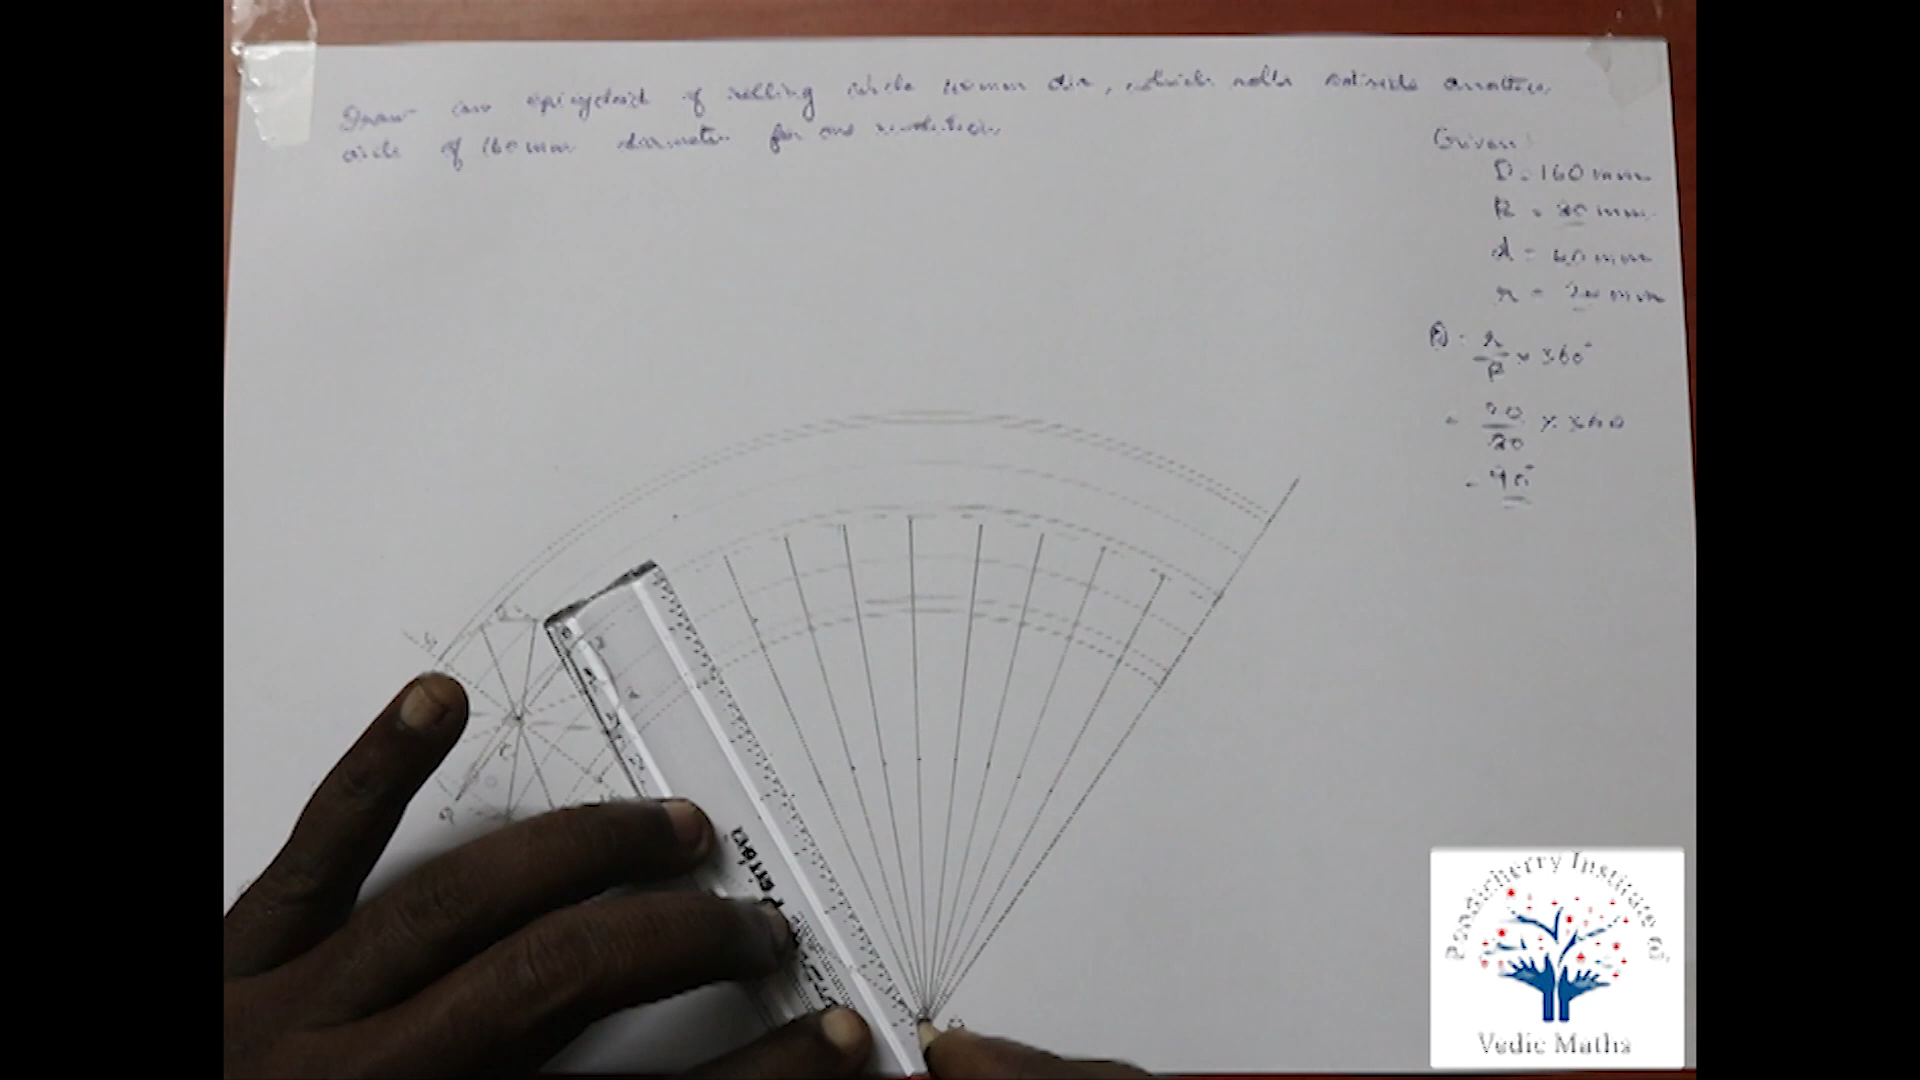 Draw an epicycloid of rolling circle 40mm dia, which rolls outside another
circle of 160mm diameter for one revolution
Given:
D = 160 mm
R = 80 mm
d = 40 mm
r = 20 mm
θ = r/R × 360°
= 20/80 × 360
= 90°
P
C
O
Pondicherry Institute of
Vedic Maths